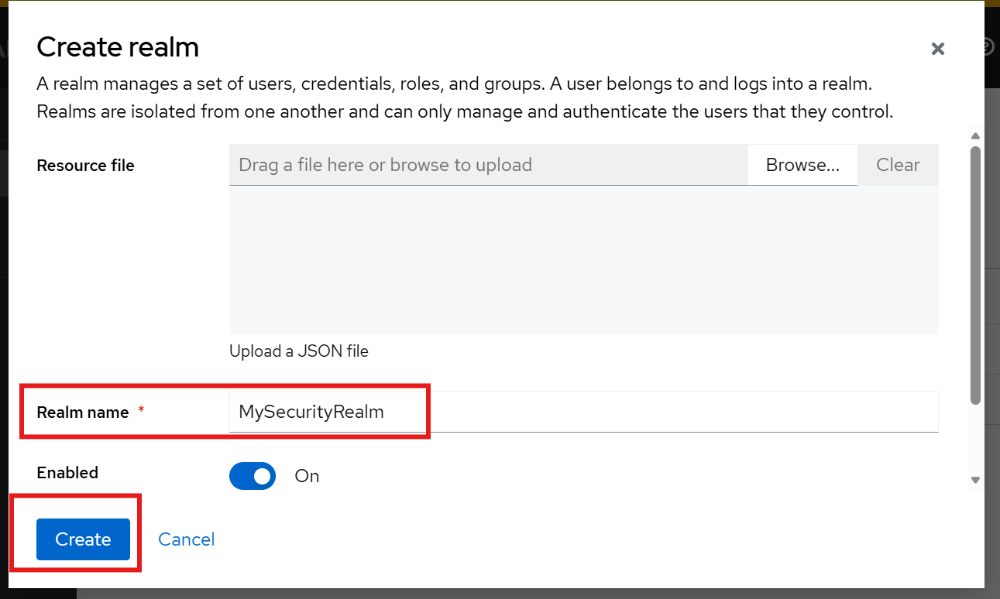 Create realm
A realm manages a set of users, credentials, roles, and groups. A user belongs to and logs into a realm.
Realms are isolated from one another and can only manage and authenticate the users that they control.
Resource file
Drag a file here or browse to upload
Browse...
Clear
Upload a JSON file
Realm name *
MySecurityRealm
Enabled
On
Create
Cancel